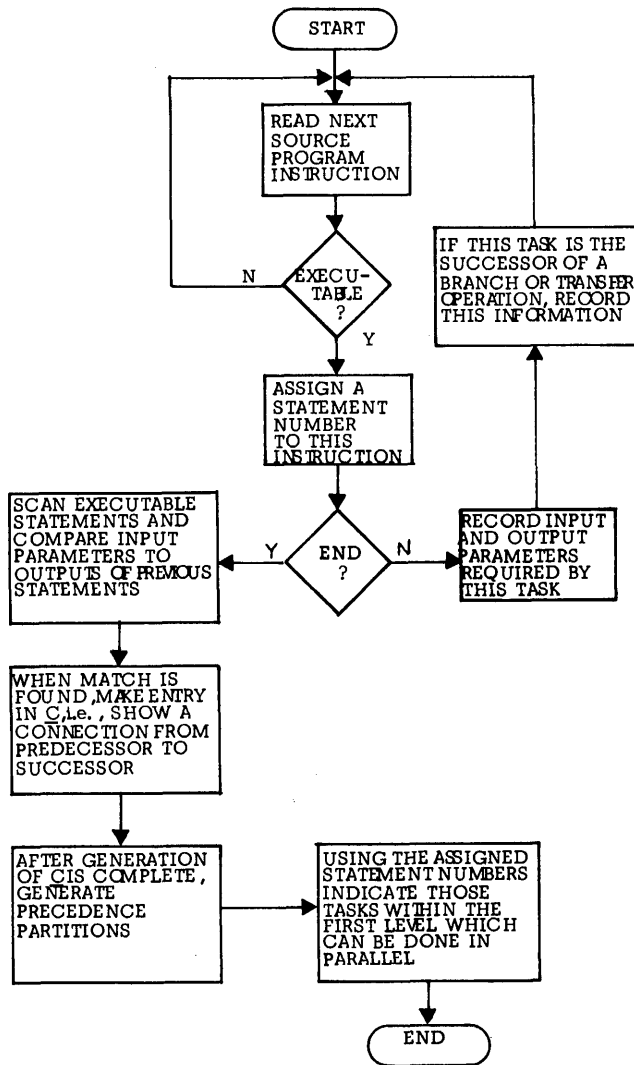 START
READ NEXT
SOURCE
PROGRAM
INSTRUCTION
N
EXECU-
TABLE
?
Y
IF THIS TASK IS THE
SUCCESSOR OF A
BRANCH OR TRANSFER
OPERATION, RECORD
THIS INFORMATION
ASSIGN A
STATEMENT
NUMBER
TO THIS
INSTRUCTION
SCAN EXECUTABLE
STATEMENTS AND
COMPARE INPUT
PARAMETERS TO
OUTPUTS OF PREVIOUS
STATEMENTS
Y
END
?
N
RECORD INPUT
AND OUTPUT
PARAMETERS
REQUIRED BY
THIS TASK
WHEN MATCH IS
FOUND, MAKE ENTRY
IN C, i.e., SHOW A
CONNECTION FROM
PREDECESSOR TO
SUCCESSOR
AFTER GENERATION
OF C IS COMPLETE,
GENERATE
PRECEDENCE
PARTITIONS
USING THE ASSIGNED
STATEMENT NUMBERS
INDICATE THOSE
TASKS WITHIN THE
FIRST LEVEL WHICH
CAN BE DONE IN
PARALLEL
END